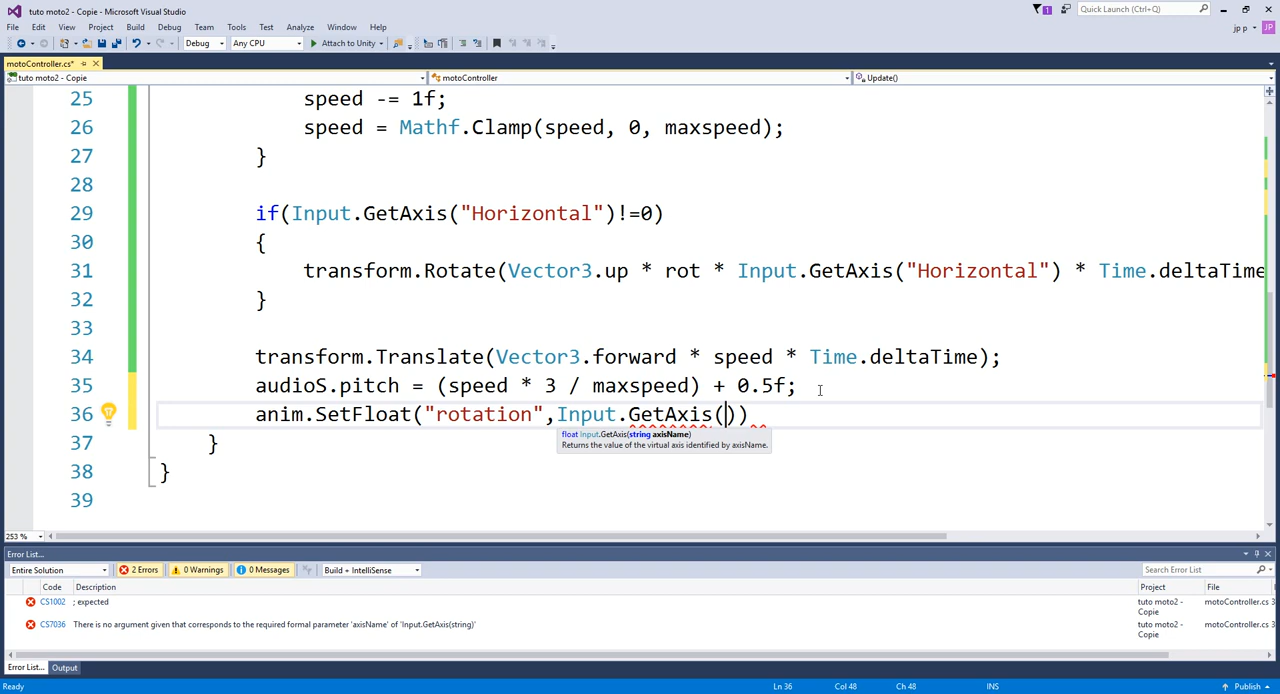 tuto moto2 - Copie - Microsoft Visual Studio
1
Quick Launch (Ctrl+Q)
File Edit View Project Build Debug Team Tools Test Analyze Window Help
jp p
JP
Debug Any CPU Attach to Unity
motoController.cs*
tuto moto2 - Copie motoController Update()
25 speed -= 1f;
26 speed = Mathf.Clamp(speed, 0, maxspeed);
27 }
28
29 if(Input.GetAxis("Horizontal")!=0)
30 {
31 transform.Rotate(Vector3.up * rot * Input.GetAxis("Horizontal") * Time.deltaTime
32 }
33
34 transform.Translate(Vector3.forward * speed * Time.deltaTime);
35 audioS.pitch = (speed * 3 / maxspeed) + 0.5f;
36 anim.SetFloat("rotation",Input.GetAxis())
float Input.GetAxis(string axisName)
Returns the value of the virtual axis identified by axisName.
37 }
38 }
39
253 %
Error List...
Entire Solution 2 Errors 0 Warnings 0 Messages Build + IntelliSense Search Error List
Code Description Project File
CS1002 ; expected tuto moto2 - Copie motoController.cs 3
CS7036 There is no argument given that corresponds to the required formal parameter 'axisName' of 'Input.GetAxis(string)' tuto moto2 - Copie motoController.cs 3
Error List... Output
Ready Ln 36 Col 48 Ch 48 INS Publish